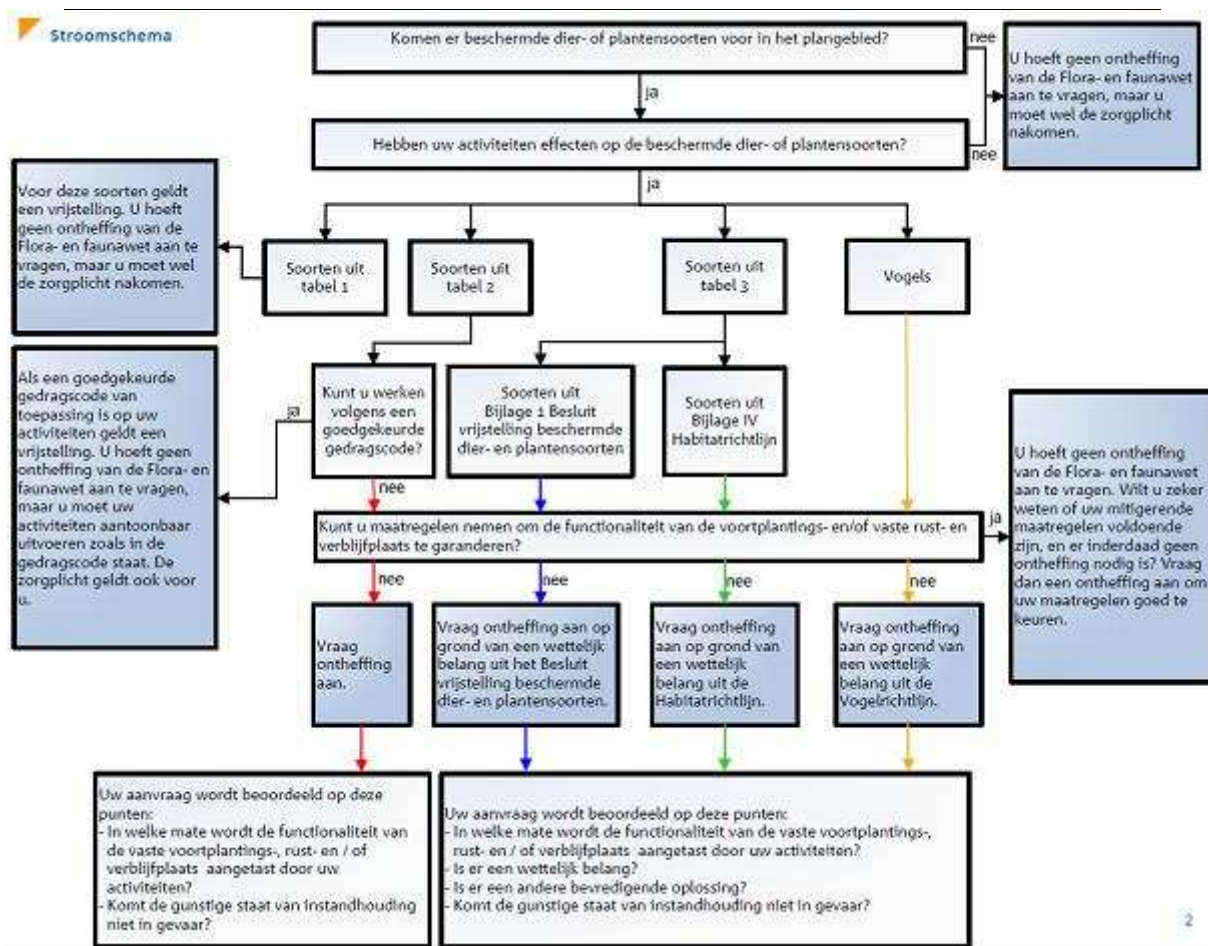 Stroomschema
Komen er beschermde dier- of plantensoorten voor in het plangebied?
nee
U hoeft geen ontheffing
van de Flora- en faunawet
aan te vragen, maar u
moet wel de zorgplicht
nakomen.
ja
Hebben uw activiteiten effecten op de beschermde dier- of plantensoorten?
nee
ja
Voor deze soorten geldt
een vrijstelling. U hoeft
geen ontheffing van de
Flora- en faunawet aan te
vragen, maar u moet wel
de zorgplicht nakomen.
Soorten uit
tabel 1
Soorten uit
tabel 2
Soorten uit
tabel 3
Vogels
Als een goedgekeurde
gedragscode van
toepassing is op uw
activiteiten geldt een
vrijstelling. U hoeft geen
ontheffing van de Flora- en
faunawet aan te vragen,
maar u moet uw
activiteiten aantoonbaar
uitvoeren zoals in de
gedragscode staat. De
zorgplicht geldt ook voor
u.
ja
Kunt u werken
volgens een
goedgekeurde
gedragscode?
Soorten uit
Bijlage 1 Besluit
vrijstelling beschermde
dier- en plantensoorten
Soorten uit
Bijlage IV
Habitatrichtlijn
nee
Kunt u maatregelen nemen om de functionaliteit van de voortplantings- en/of vaste rust- en
verblijfplaats te garanderen?
ja
U hoeft geen ontheffing
van de Flora- en faunawet
aan te vragen. Wilt u zeker
weten of uw mitigerende
maatregelen voldoende
zijn, en er inderdaad geen
ontheffing nodig is? Vraag
dan een ontheffing aan om
uw maatregelen goed te
keuren.
nee
nee
nee
nee
Vraag
ontheffing
aan.
Vraag ontheffing aan op
grond van een wettelijk
belang uit het Besluit
vrijstelling beschermde
dier- en plantensoorten.
Vraag ontheffing
aan op grond van
een wettelijk
belang uit de
Habitatrichtlijn.
Vraag ontheffing
aan op grond van
een wettelijk
belang uit de
Vogelrichtlijn.
Uw aanvraag wordt beoordeeld op deze
punten:
- In welke mate wordt de functionaliteit van
de vaste voortplantings-, rust- en / of
verblijfplaats aangetast door uw
activiteiten?
- Komt de gunstige staat van instandhouding
niet in gevaar?
Uw aanvraag wordt beoordeeld op deze punten:
- In welke mate wordt de functionaliteit van de vaste voortplantings-,
rust- en / of verblijfplaats aangetast door uw activiteiten?
- Is er een wettelijk belang?
- Is er een andere bevredigende oplossing?
- Komt de gunstige staat van instandhouding niet in gevaar?
2